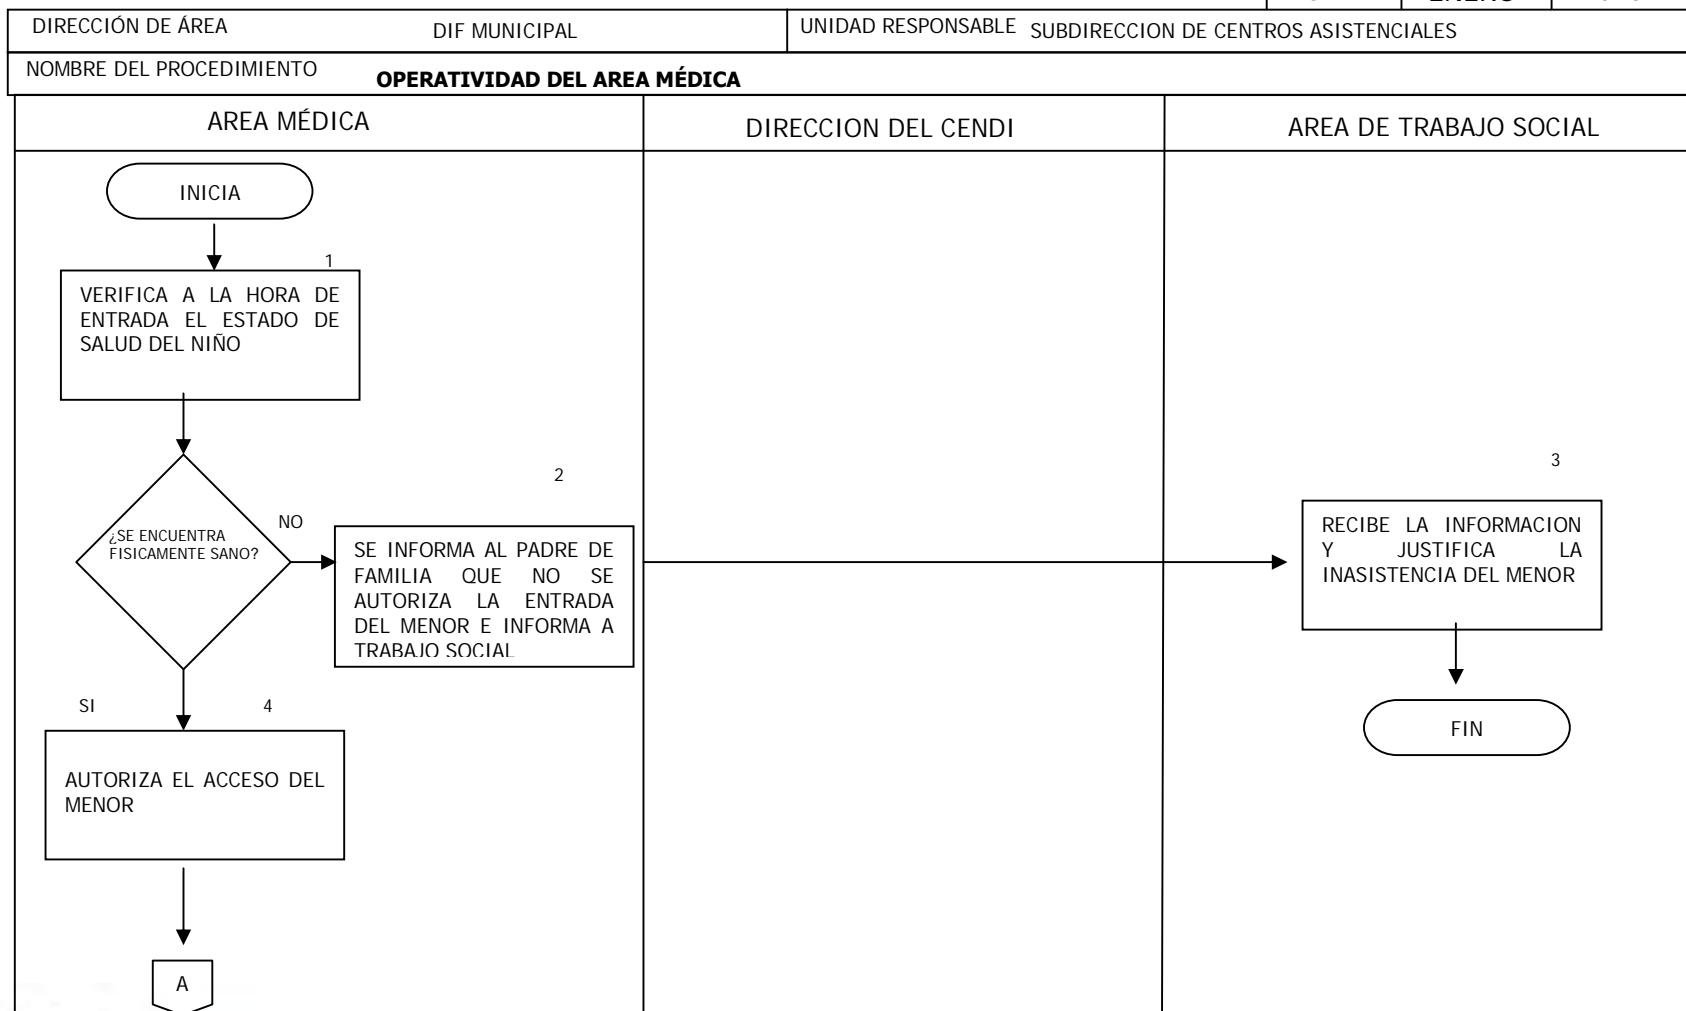 DIRECCIÓN DE ÁREA DIF MUNICIPAL UNIDAD RESPONSABLE SUBDIRECCION DE CENTROS ASISTENCIALES
NOMBRE DEL PROCEDIMIENTO OPERATIVIDAD DEL AREA MÉDICA
AREA MÉDICA
DIRECCION DEL CENDI
AREA DE TRABAJO SOCIAL
INICIA
1
VERIFICA A LA HORA DE
ENTRADA EL ESTADO DE
SALUD DEL NIÑO
¿SE ENCUENTRA
FISICAMENTE SANO?
NO
2
SE INFORMA AL PADRE DE
FAMILIA QUE NO SE
AUTORIZA LA ENTRADA
DEL MENOR E INFORMA A
TRABAJO SOCIAL
3
RECIBE LA INFORMACION
Y JUSTIFICA LA
INASISTENCIA DEL MENOR
FIN
SI
4
AUTORIZA EL ACCESO DEL
MENOR
A